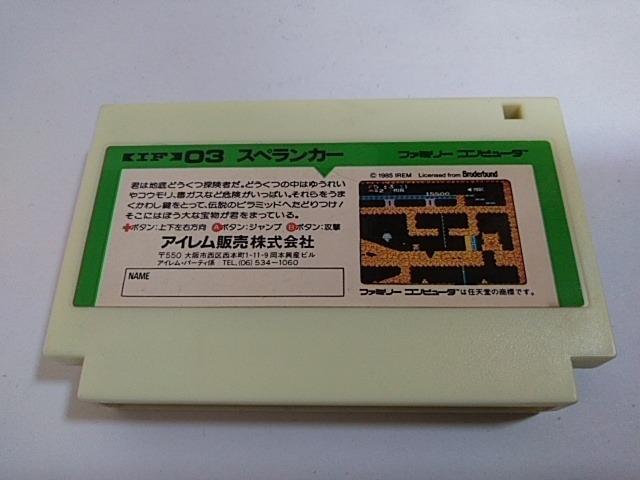 【IF】03 スペランカー ファミリー コンピュータ
© 1985 IREM Licensed from Brøderbund
君は地底どうくつ探険者だ。どうくつの中はゆうれい
やコウモリ、毒ガスなど危険がいっぱい。それらをうま
くかわし鍵をとって、伝説のピラミッドへたどりつけ!
そこにはぼう大な宝物が君をまっている。
✚ボタン:上下左右方向 Ⓐボタン:ジャンプ Ⓑボタン:攻撃
アイレム販売株式会社
〒550 大阪市西区西本町1-11-9 岡本興産ビル
アイレム・パーティ係 TEL.(06)534-1060
NAME
15500
ファミリー コンピュータは任天堂の商標です。